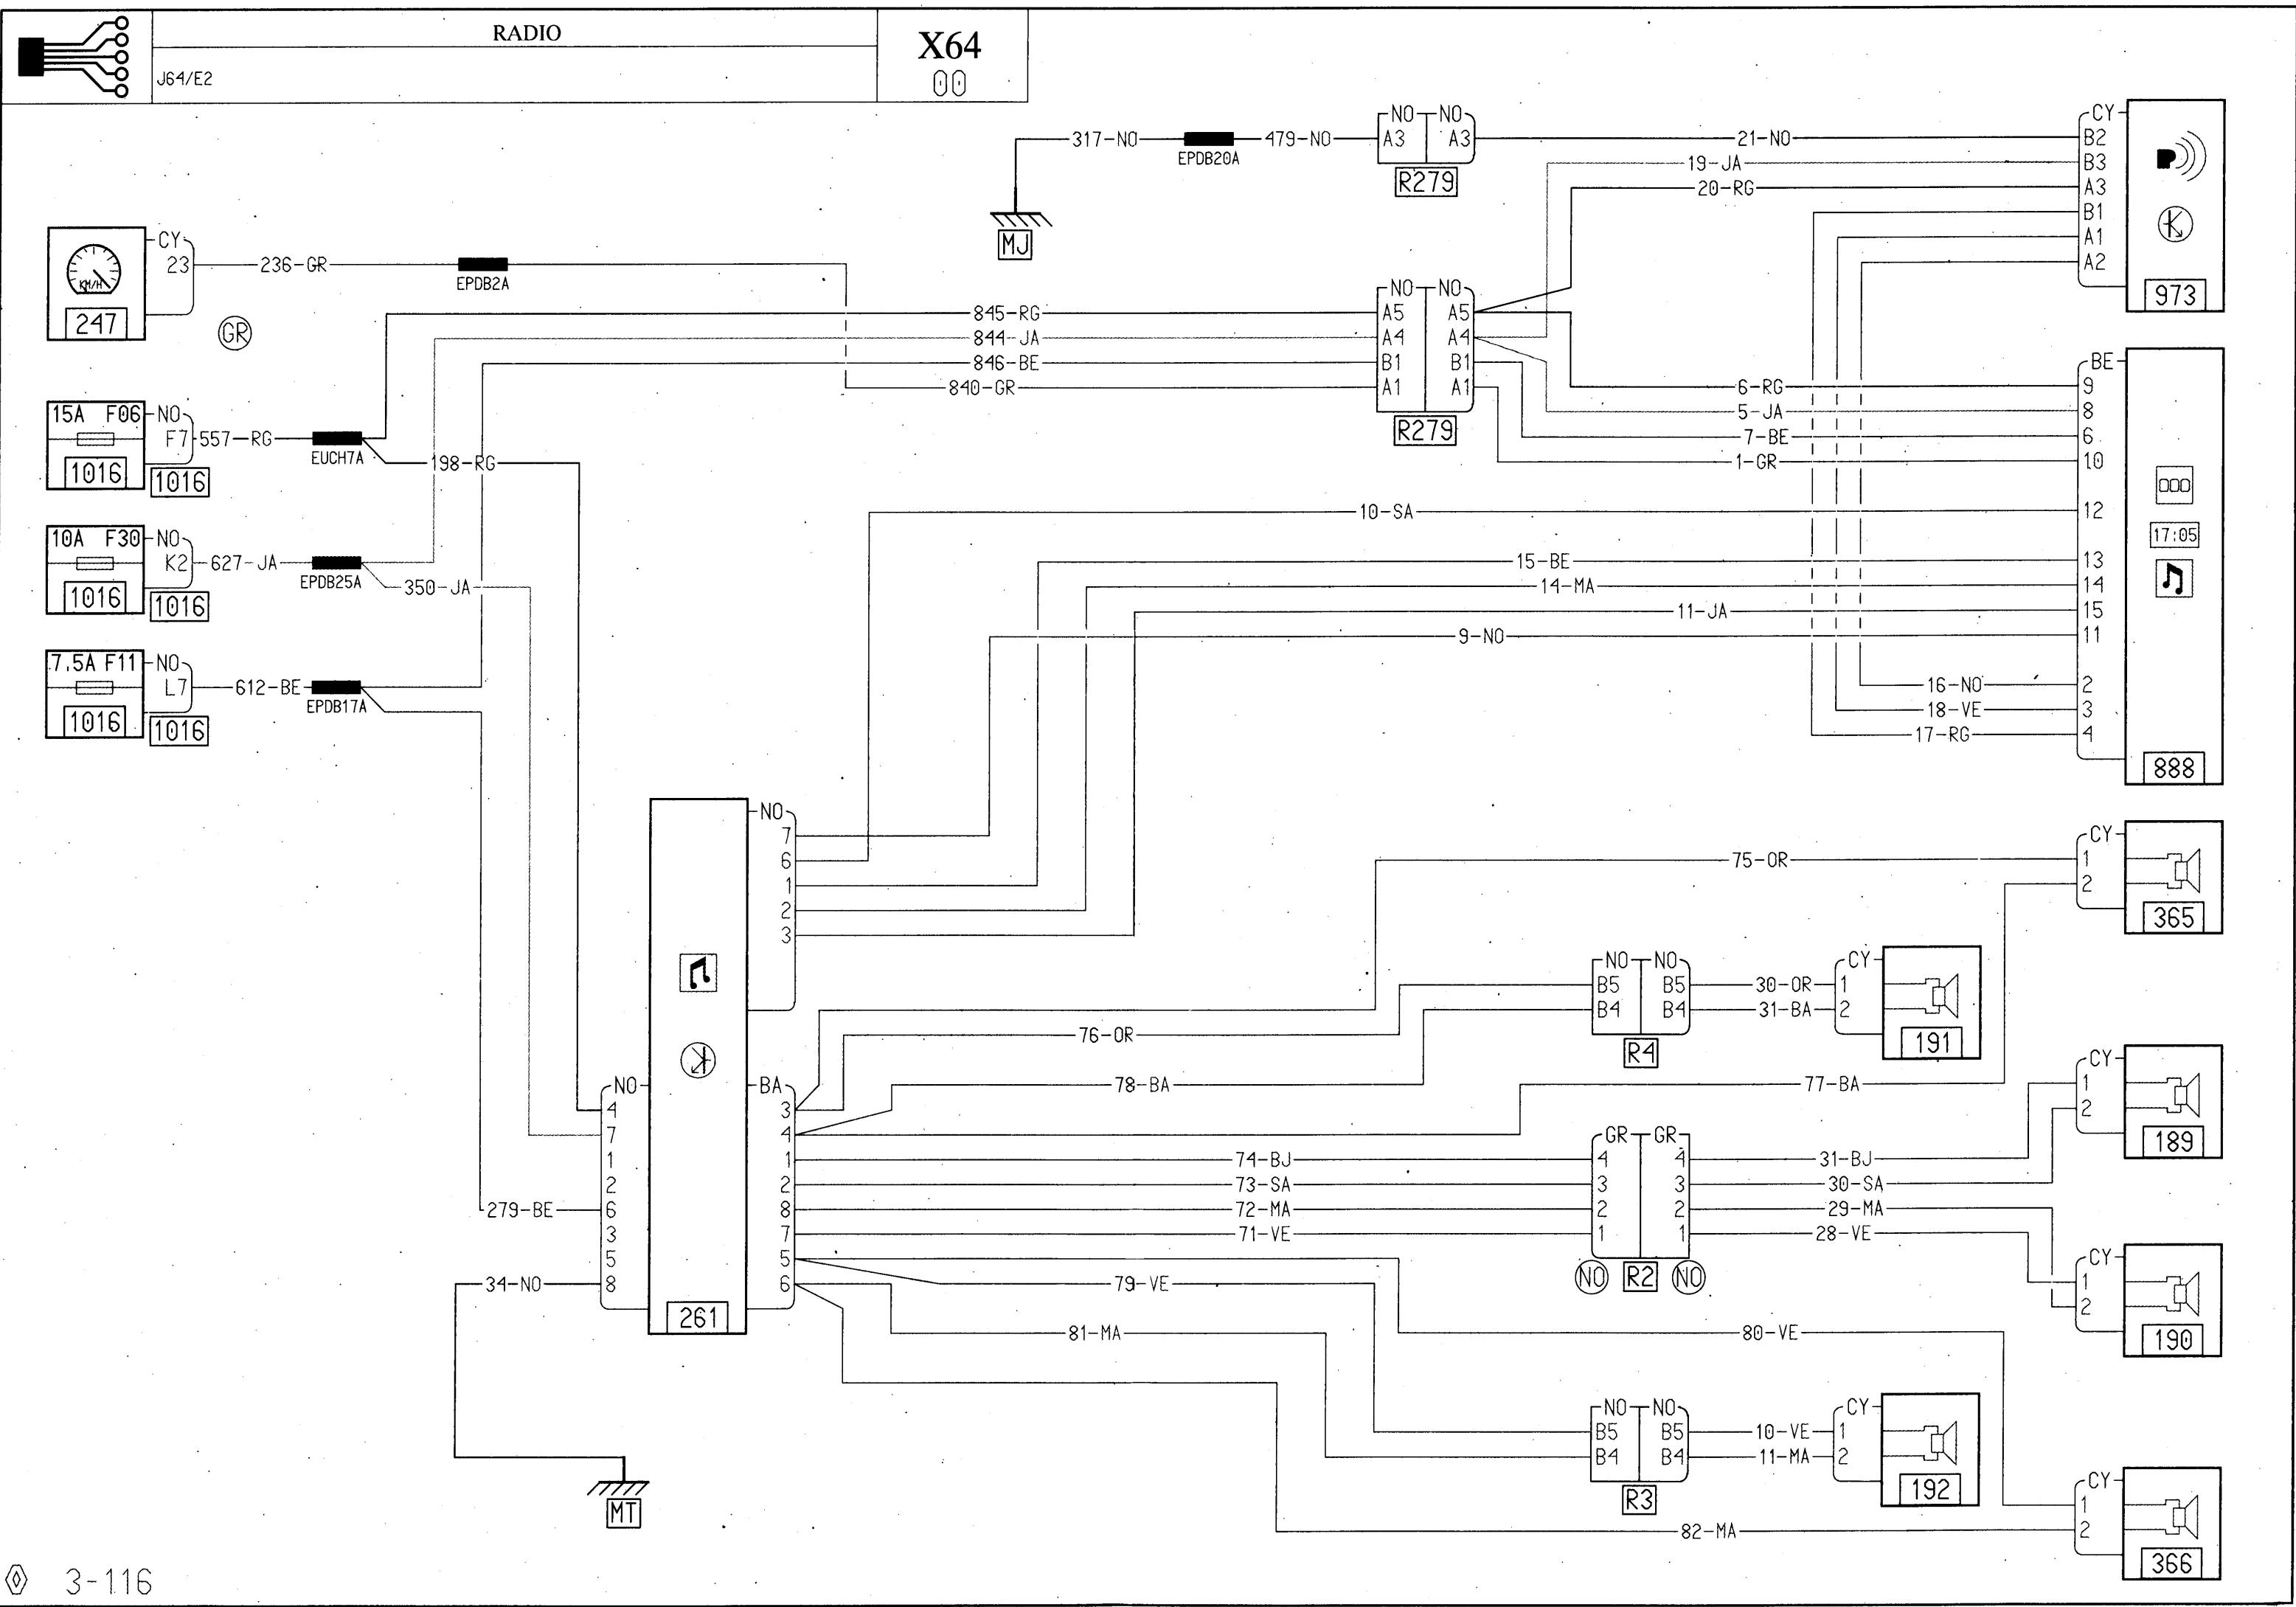 RADIO
X64
J64/E2
00
NO NO
317-NO
EPDB20A
479-NO
A3 A3
R279
MJ
21-NO
19-JA
20-RG
CY
B2
B3
A3
B1
A1
A2
973
KM/H
247
CY
23
236-GR
EPDB2A
GR
845-RG
844-JA
846-BE
840-GR
NO NO
A5 A5
A4 A4
B1 B1
A1 A1
R279
6-RG
5-JA
7-BE
1-GR
10-SA
15-BE
14-MA
11-JA
9-NO
16-NO
18-VE
17-RG
BE
9
8
6
10
12
13
14
15
11
2
3
4
17:05
888
15A F06
NO
F7
557-RG
EUCH7A
198-RG
1016
1016
10A F30
NO
K2
627-JA
EPDB25A
350-JA
1016
1016
7.5A F11
NO
L7
612-BE
EPDB17A
1016
1016
NO
7
6
1
2
3
NO
4
7
1
2
6
3
5
8
279-BE
34-NO
MT
261
BA
3
4
1
2
8
7
5
6
75-OR
76-OR
78-BA
77-BA
74-BJ
73-SA
72-MA
71-VE
79-VE
81-MA
80-VE
82-MA
CY
1
2
365
NO NO
B5 B5
B4 B4
R4
30-OR
31-BA
CY
1
2
191
GR GR
4 4
3 3
2 2
1 1
NO R2 NO
31-BJ
30-SA
29-MA
28-VE
CY
1
2
189
CY
1
2
190
NO NO
B5 B5
B4 B4
R3
10-VE
11-MA
CY
1
2
192
CY
1
2
366
3-116